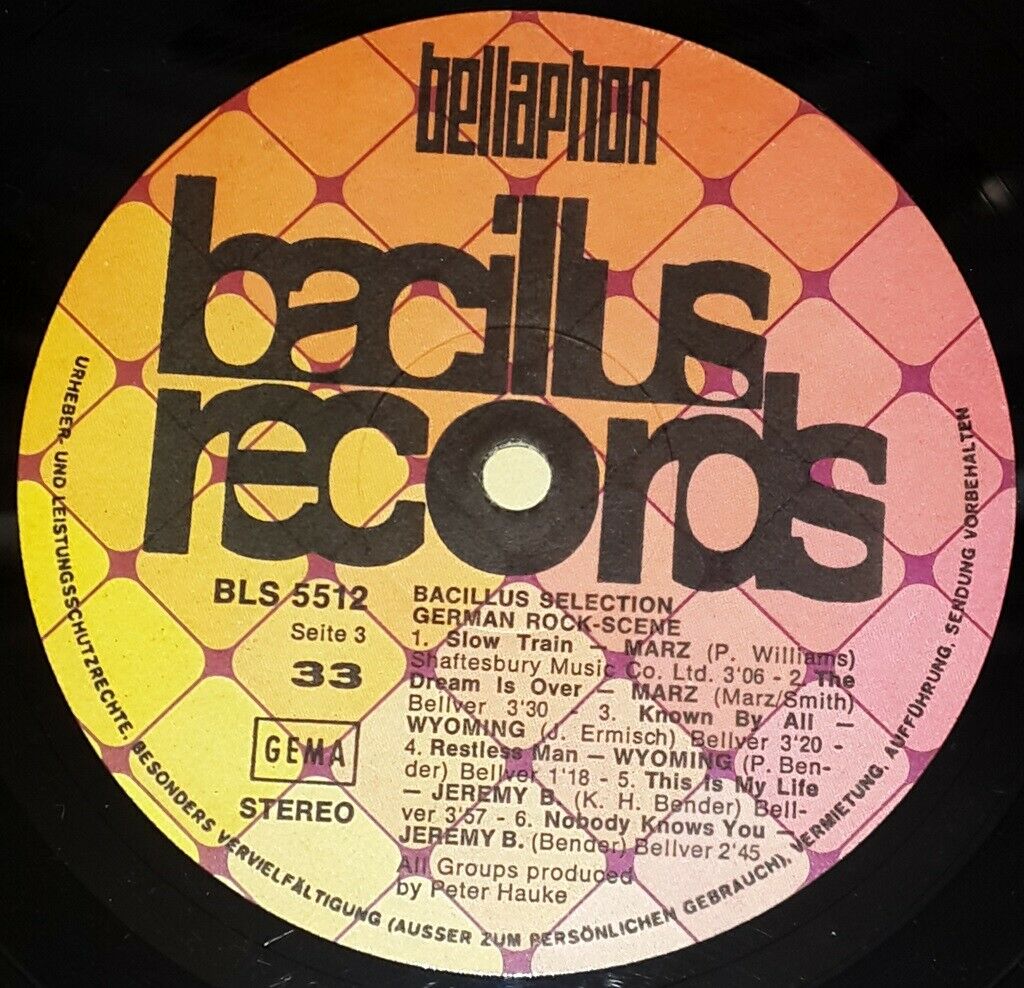 bellaphon
bacillus
records
BLS 5512
Seite 3
33
GEMA
STEREO
BACILLUS SELECTION
GERMAN ROCK-SCENE
1. Slow Train – MARZ (P. Williams)
Shaftesbury Music Co. Ltd. 3'06 - 2. The
Dream Is Over – MARZ (Marz/Smith)
Bellver 3'30 - 3. Known By All –
WYOMING (J. Ermisch) Bellver 3'20 -
4. Restless Man – WYOMING (P. Ben-
der) Bellver 1'18 - 5. This is My Life
– JEREMY B. (K. H. Bender) Bell-
ver 3'57 - 6. Nobody Knows You –
JEREMY B. (Bender) Bellver 2'45
All Groups produced
by Peter Hauke
URHEBER- UND LEISTUNGSSCHUTZRECHTE, BESONDERS VERVIELFÄLTIGUNG (AUSSER ZUM PERSÖNLICHEN GEBRAUCH), VERMIETUNG, AUFFÜHRUNG, SENDUNG VORBEHALTEN